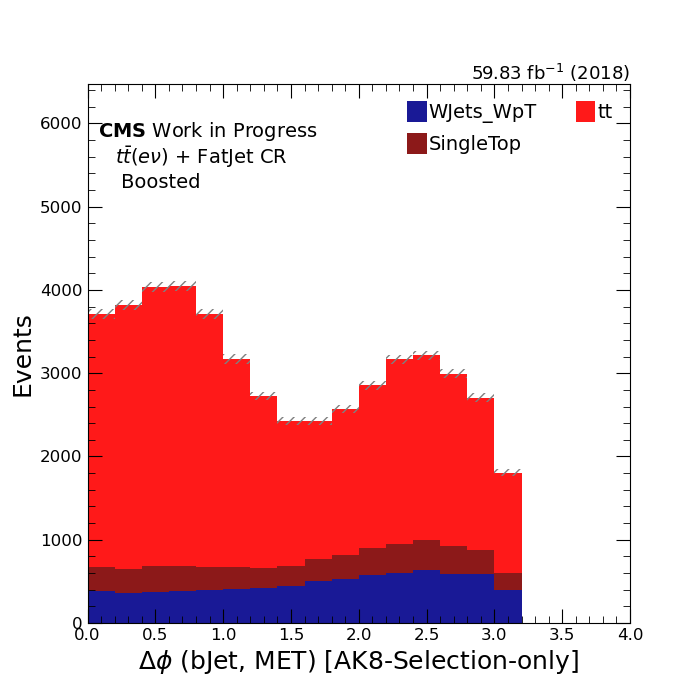 59.83 fb⁻¹ (2018)
WJets_WpT
tt
SingleTop
CMS Work in Progress
tt̄(eν) + FatJet CR
Boosted
6000
5000
4000
3000
2000
1000
0
Events
0.0 0.5 1.0 1.5 2.0 2.5 3.0 3.5 4.0
Δϕ (bJet, MET) [AK8-Selection-only]